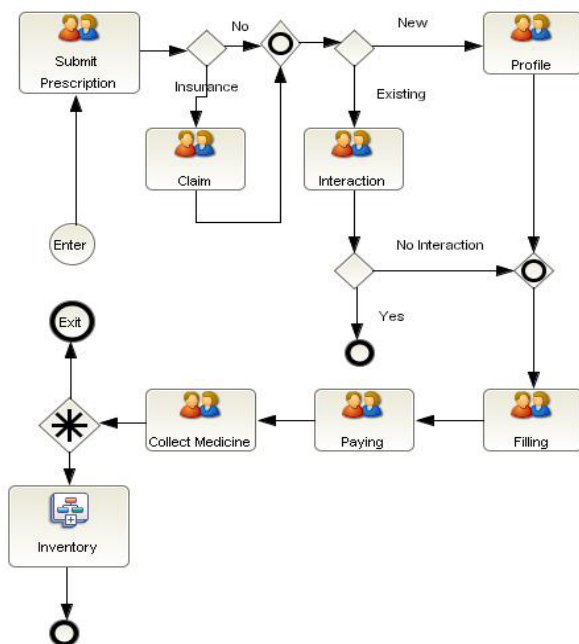 No
New
Submit
Prescription
Profile
Insurance
Existing
Claim
Interaction
Enter
No Interaction
Exit
Yes
Collect Medicine
Paying
Filling
Inventory